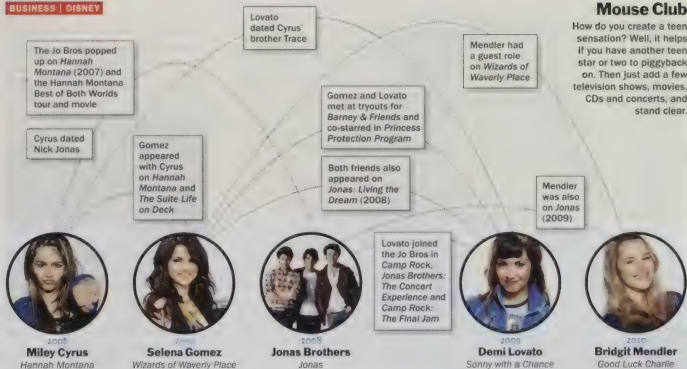 BUSINESS | DISNEY
Mouse Club
How do you create a teen
sensation? Well, it helps
if you have another teen
star or two to piggyback
on. Then just add a few
television shows, movies,
CDs and concerts, and
stand clear.
The Jo Bros popped
up on Hannah
Montana (2007) and
the Hannah Montana
Best of Both Worlds
tour and movie
Lovato
dated Cyrus'
brother Trace
Mendler had
a guest role
on Wizards of
Waverly Place
Cyrus dated
Nick Jonas
Gomez
appeared
with Cyrus
on Hannah
Montana and
The Suite Life
on Deck
Gomez and Lovato
met at tryouts for
Barney & Friends and
co-starred in Princess
Protection Program
Both friends also
appeared on
Jonas: Living the
Dream (2008)
Mendler was
also
on Jonas
(2009)
Lovato joined
the Jo Bros in
Camp Rock,
Jonas Brothers:
The Concert
Experience and
Camp Rock:
The Final Jam
2006
Miley Cyrus
Hannah Montana
Selena Gomez
Wizards of Waverly Place
2008
Jonas Brothers
Jonas
2009
Demi Lovato
Sonny with a Chance
2010
Bridgit Mendler
Good Luck Charlie